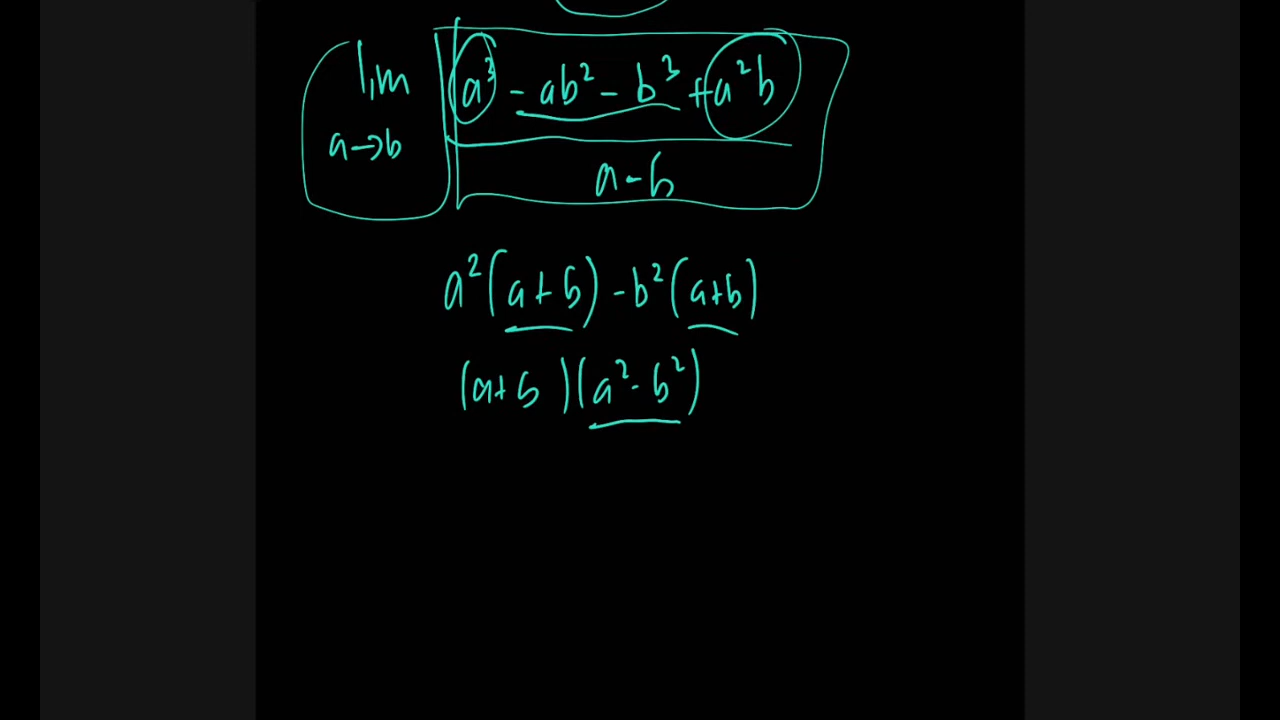 lim a³ - ab² - b³ + a²b
a→b a-b
a²(a+b) - b²(a+b)
(a+b)(a²-b²)